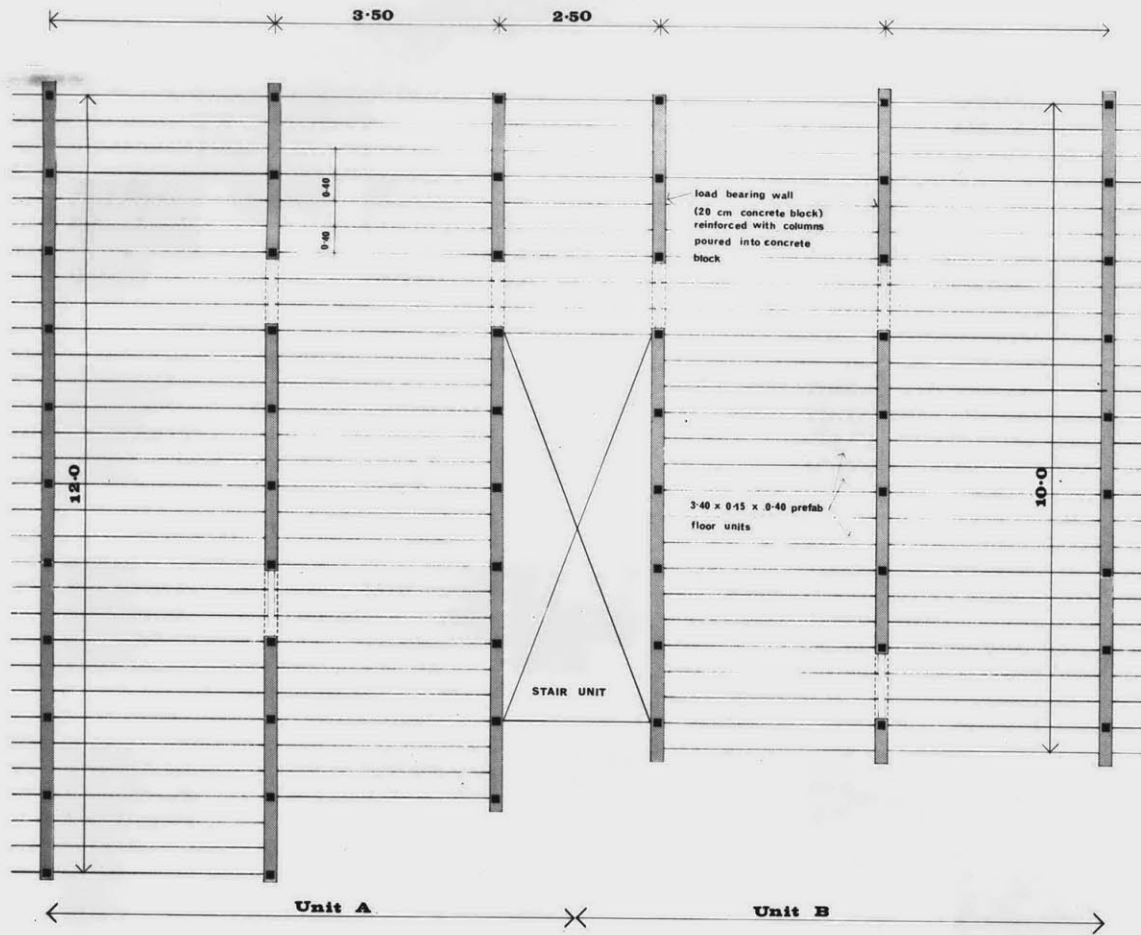 3·50
2·50
0·40
0·40
load bearing wall
(20 cm concrete block)
reinforced with columns
poured into concrete
block
12·0
10·0
3·40 x 0·15 x .0·40 prefab
floor units
STAIR UNIT
Unit A
Unit B